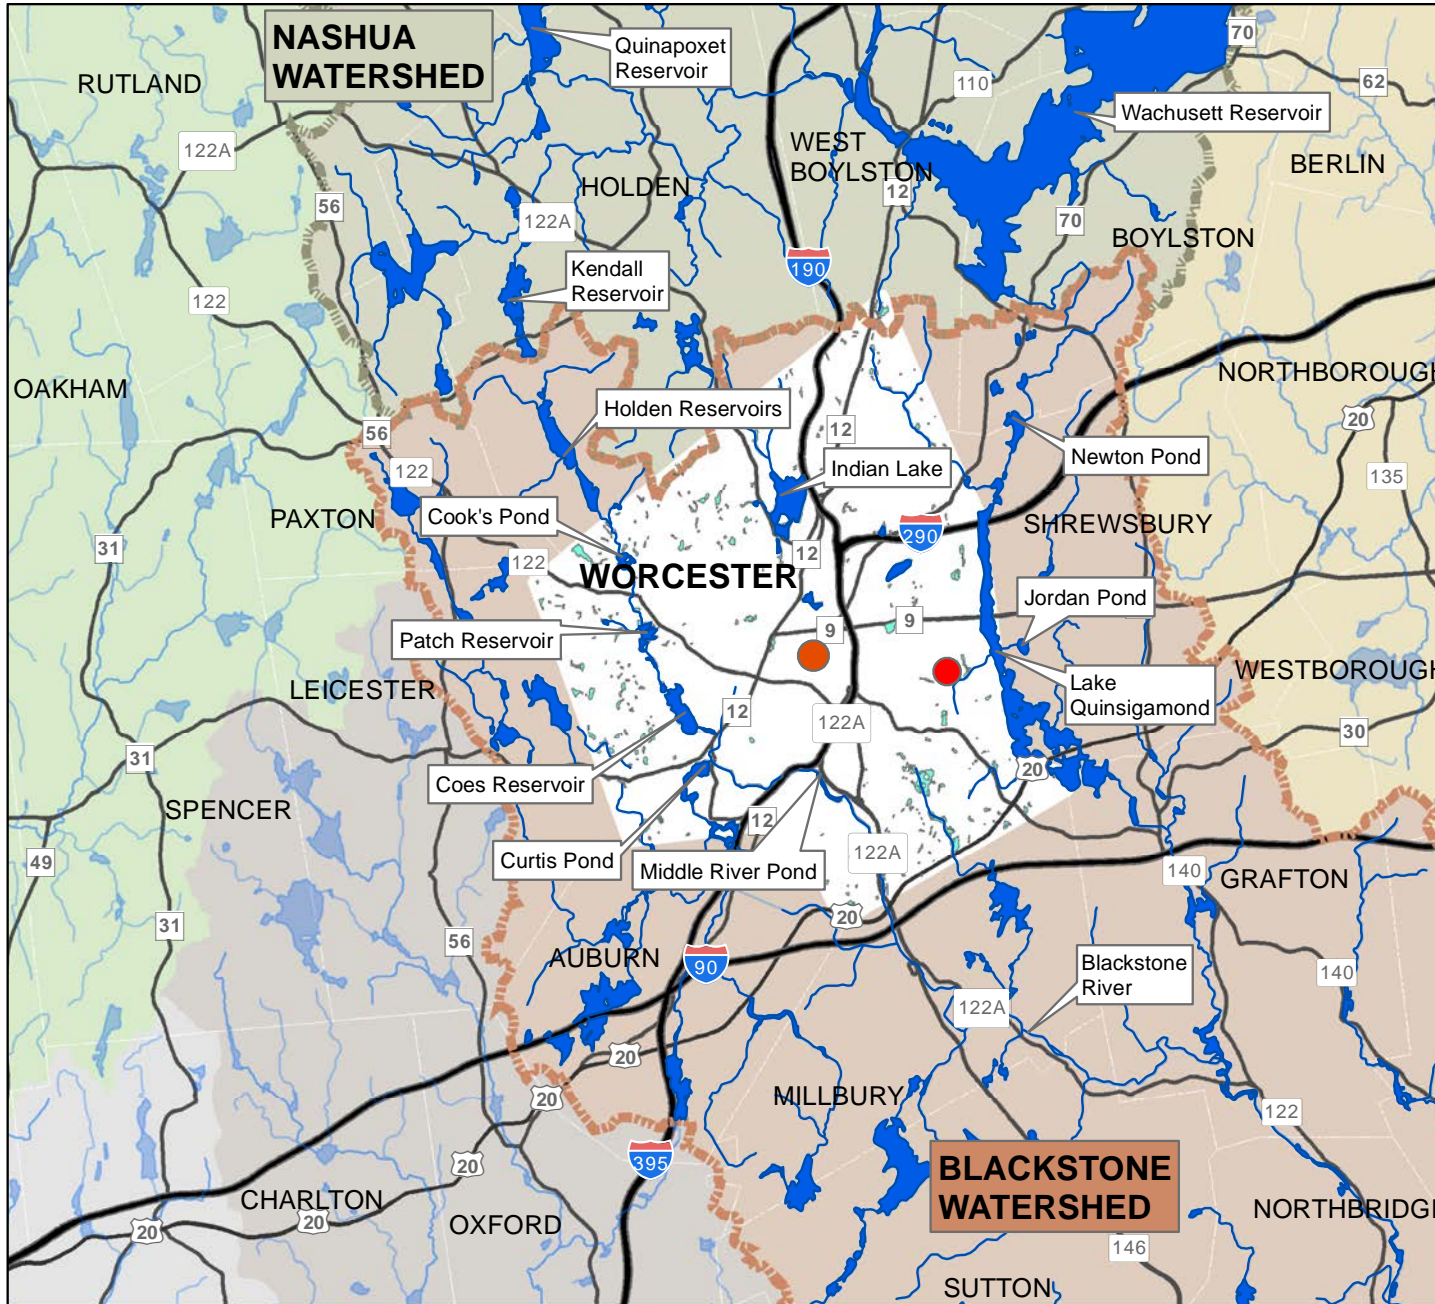 NASHUA
WATERSHED
Quinapoxet
Reservoir
70
RUTLAND
110
62
Wachusett Reservoir
122A
WEST
BOYLSTON
BERLIN
HOLDEN
12
56
122A
70
BOYLSTON
190
Kendall
Reservoir
122
OAKHAM
NORTHBOROUGH
Holden Reservoirs
20
56
12
Newton Pond
122
Indian Lake
135
PAXTON
Cook's Pond
SHREWSBURY
290
31
12
122
WORCESTER
Jordan Pond
9
9
Patch Reservoir
LEICESTER
WESTBOROUGH
Lake
Quinsigamond
12
122A
30
31
20
Coes Reservoir
SPENCER
12
49
Curtis Pond
122A
Middle River Pond
140
GRAFTON
20
31
56
AUBURN
90
Blackstone
River
140
122A
20
20
MILLBURY
122
395
20
BLACKSTONE
WATERSHED
CHARLTON
20
20
OXFORD
NORTHBRIDGE
146
SUTTON